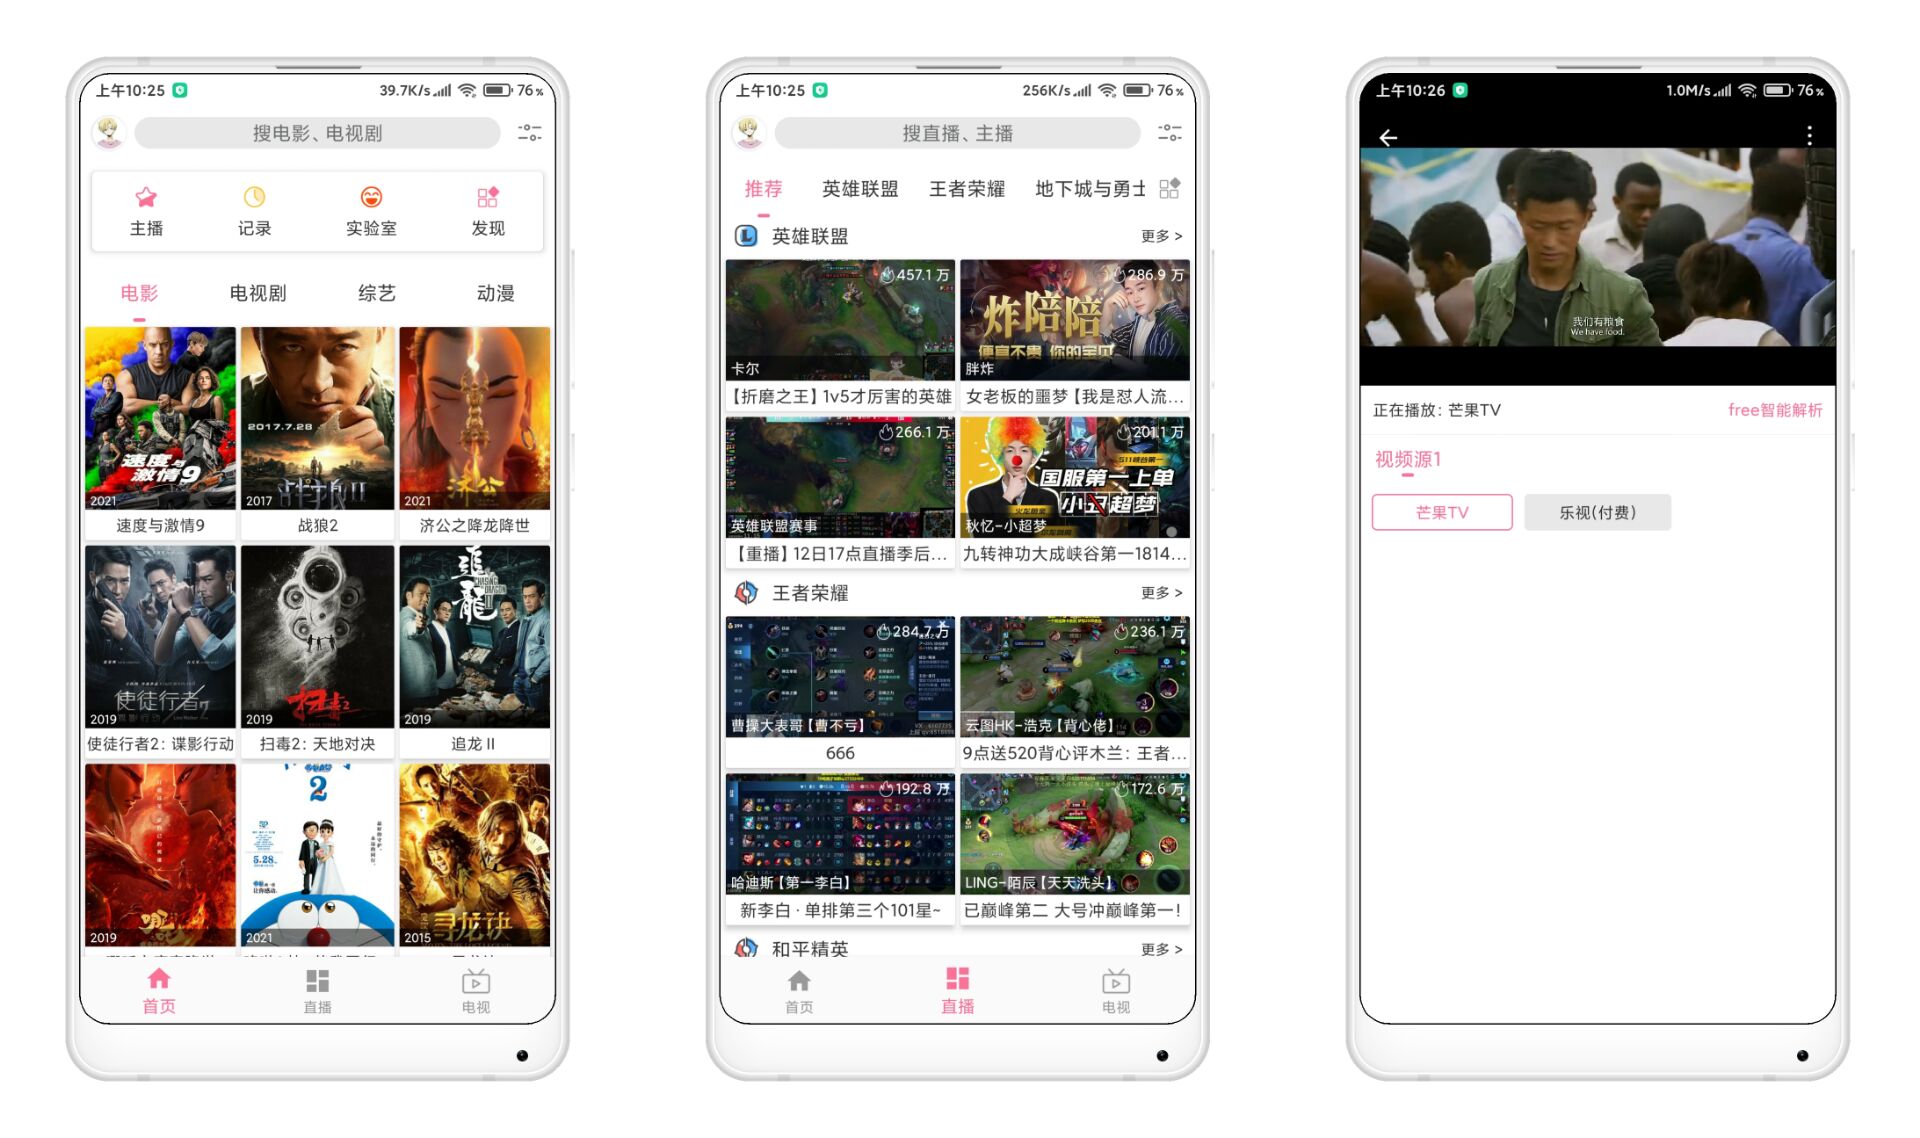 上午10:25
39.7K/s
76%
搜电影、电视剧
主播
记录
实验室
发现
电影
电视剧
综艺
动漫
速度与激情9
2021
2017.7.28
战狼II
2017
济公
2021
速度与激情9
战狼2
济公之降龙降世
使徒行者2
2019
扫毒2
2019
追龍
CHASING DRAGON II
2019
使徒行者2：谍影行动
扫毒2：天地对决
追龙Ⅱ
2019
2
5.28
2021
寻龙诀
2015
首页
直播
电视
上午10:25
256K/s
76%
搜直播、主播
推荐
英雄联盟
王者荣耀
地下城与勇士
英雄联盟
更多 >
457.1 万
卡尔
286.9 万
炸陪陪
便宜不贵 你的宝贝
胖炸
【折磨之王】1v5才厉害的英雄
女老板的噩梦【我是怼人流...
266.1 万
英雄联盟赛事
201.1 万
S11峡谷第一
国服第一上单
小超梦
秋忆-小超梦
【重播】12日17点直播季后...
九转神功大成峡谷第一1814...
王者荣耀
更多 >
284.7 万
曹操大表哥【曹不亏】
236.1 万
云图HK-浩克【背心佬】
666
9点送520背心评木兰：王者...
192.8 万
哈迪斯【第一李白】
172.6 万
LING-陌辰【天天洗头】
新李白·单排第三个101星~
已巅峰第二 大号冲巅峰第一！
和平精英
更多 >
首页
直播
电视
上午10:26
1.0M/s
76%
我们有粮食
We have food.
正在播放：芒果TV
free智能解析
视频源1
芒果TV
乐视(付费)